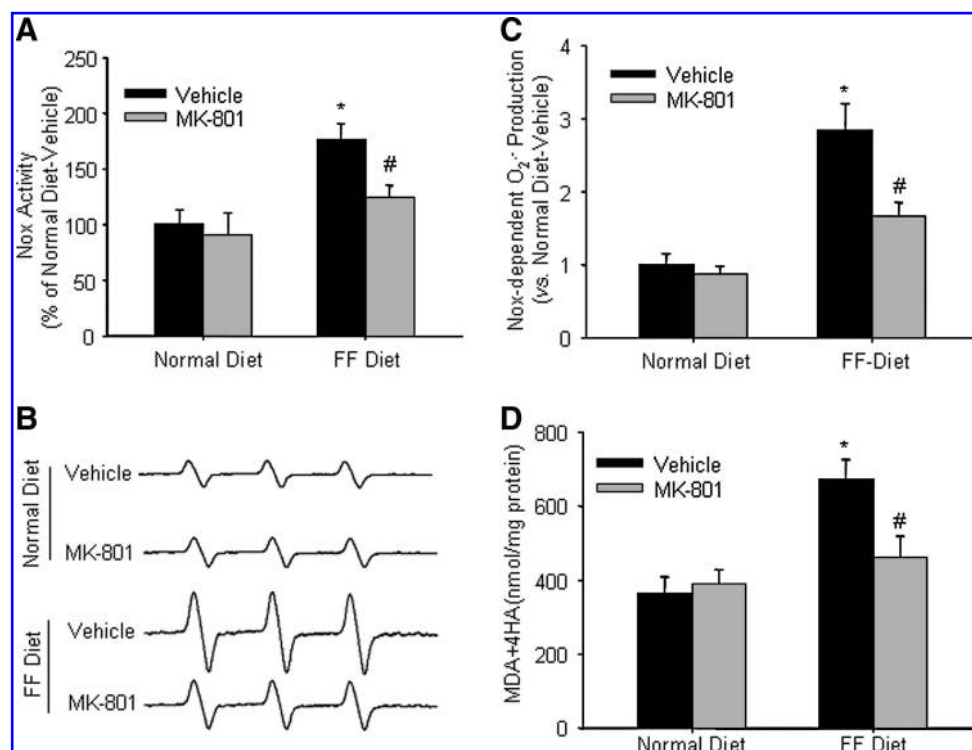 A
Nox Activity
(% of Normal Diet-Vehicle)
250
200
150
100
50
0
Vehicle
MK-801
*
#
Normal Diet
FF Diet
C
Nox-dependent O2·- Production
(vs. Normal Diet-Vehicle)
4
3
2
1
0
Vehicle
MK-801
*
#
Normal Diet
FF-Diet
B
Normal Diet
Vehicle
MK-801
FF Diet
Vehicle
MK-801
D
MDA+4HA(nmol/mg protein)
800
600
400
200
0
Vehicle
MK-801
*
#
Normal Diet
FF Diet